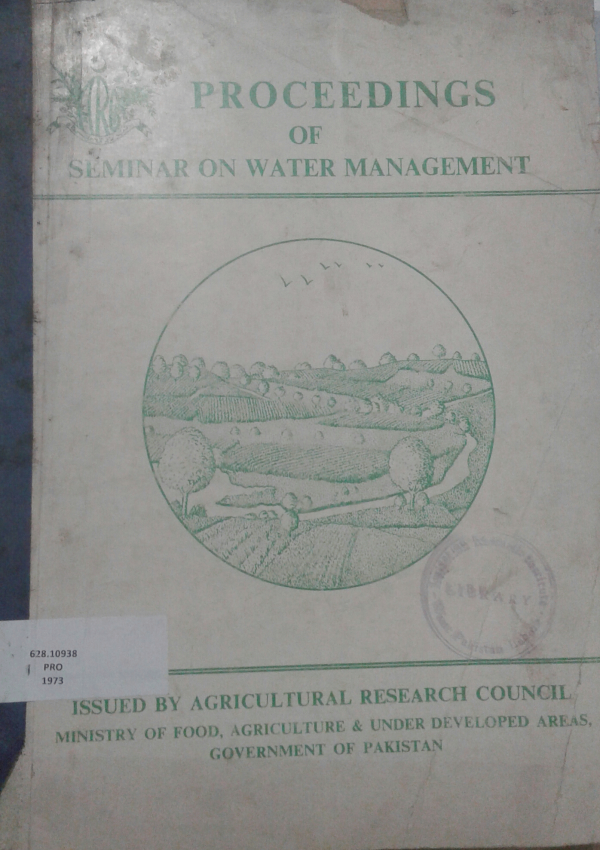 ARC
PROCEEDINGS
OF
SEMINAR ON WATER MANAGEMENT
LIBRARY
628.10938
PRO
1973
ISSUED BY AGRICULTURAL RESEARCH COUNCIL
MINISTRY OF FOOD, AGRICULTURE & UNDER DEVELOPED AREAS,
GOVERNMENT OF PAKISTAN